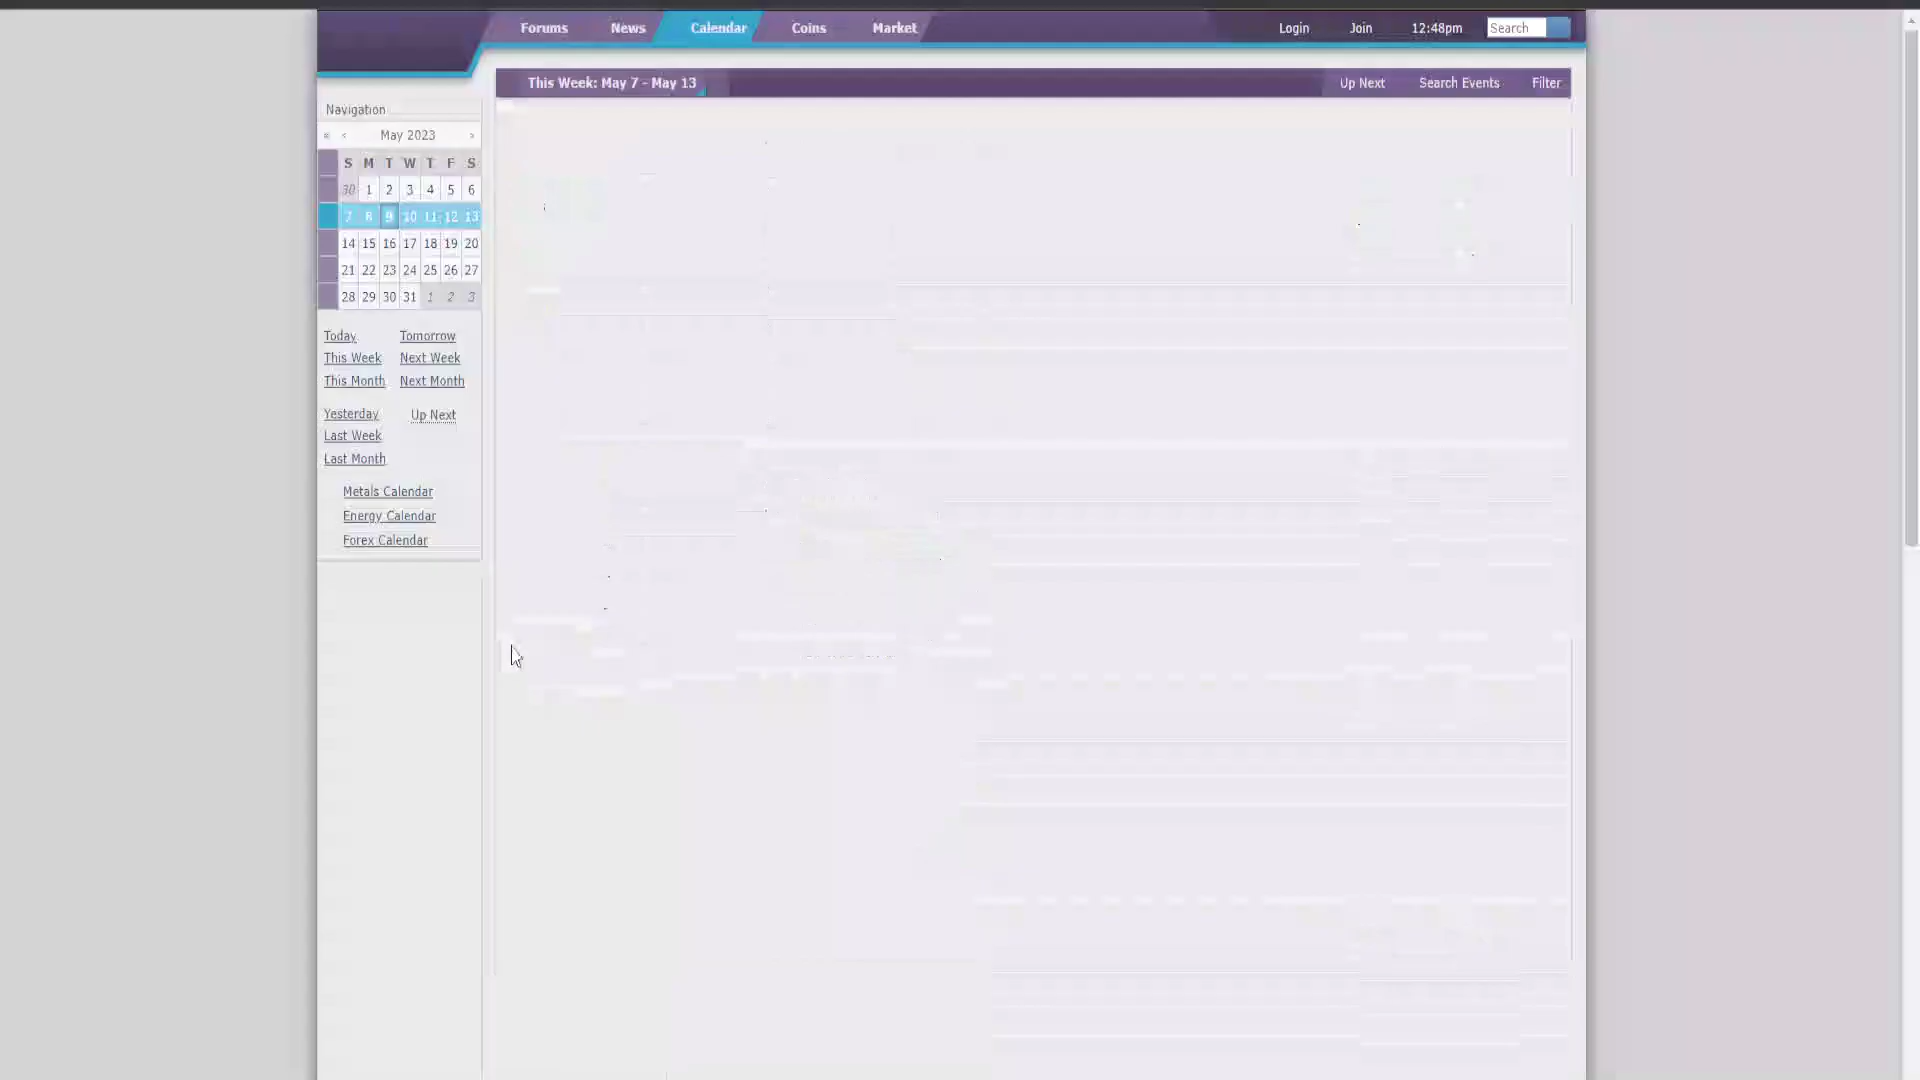 Forums News Calendar Coins Market Login Join 12:48pm Search
This Week: May 7 - May 13 Up Next Search Events Filter
Navigation
« ‹ May 2023 ›
S M T W T F S
30 1 2 3 4 5 6
7 8 9 10 11 12 13
14 15 16 17 18 19 20
21 22 23 24 25 26 27
28 29 30 31 1 2 3
Today Tomorrow
This Week Next Week
This Month Next Month
Yesterday Up Next
Last Week
Last Month
Metals Calendar
Energy Calendar
Forex Calendar